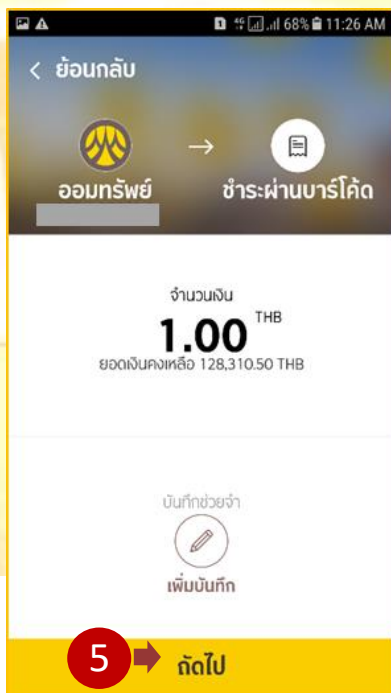 1 4G 68% 11:26 AM
< ย้อนกลับ
ออมทรัพย์ → ชำระผ่านบาร์โค้ด
จำนวนเงิน
1.00 THB
ยอดเงินคงเหลือ 128,310.50 THB
บันทึกช่วยจำ
เพิ่มบันทึก
5 ถัดไป